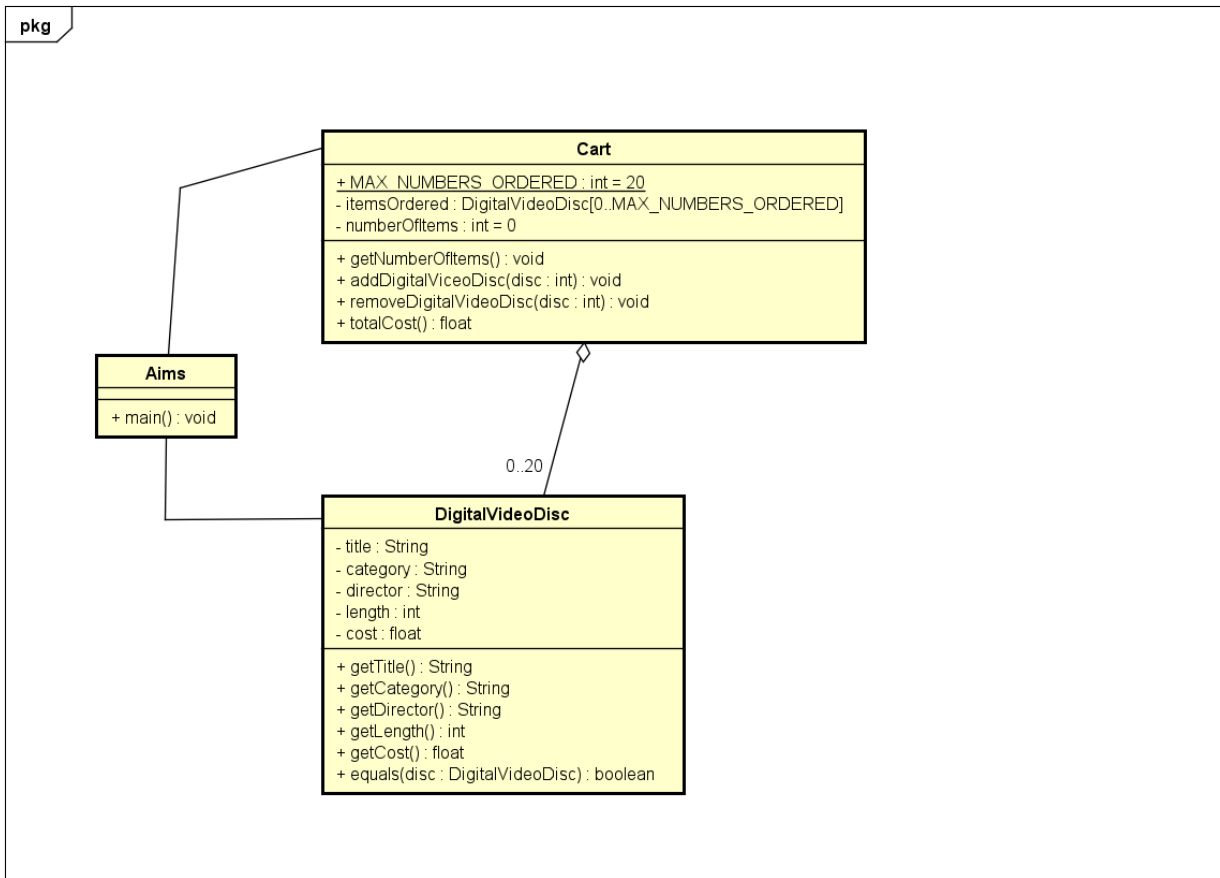 pkg
Cart
+ MAX_NUMBERS_ORDERED : int = 20
- itemsOrdered : DigitalVideoDisc[0..MAX_NUMBERS_ORDERED]
- numberOfItems : int = 0
+ getNumberOfItems() : void
+ addDigitalViceoDisc(disc : int) : void
+ removeDigitalVideoDisc(disc : int) : void
+ totalCost() : float
Aims
+ main() : void
0..20
DigitalVideoDisc
- title : String
- category : String
- director : String
- length : int
- cost : float
+ getTitle() : String
+ getCategory() : String
+ getDirector() : String
+ getLength() : int
+ getCost() : float
+ equals(disc : DigitalVideoDisc) : boolean